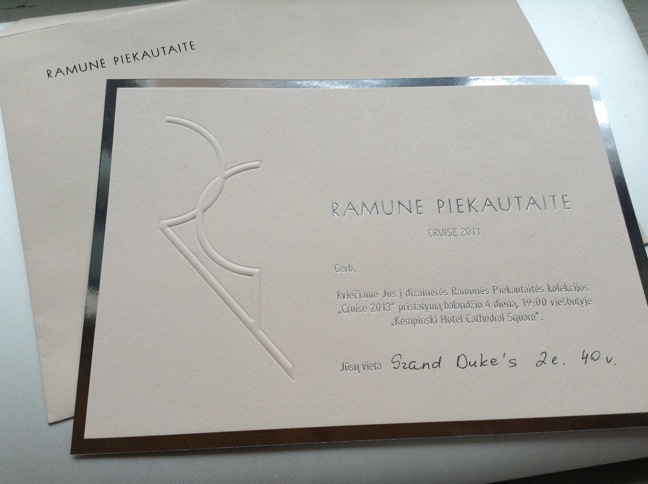 RAMUNE PIEKAUTAITE
RAMUNE PIEKAUTAITE
CRUISE 2013
Gerb.
kviečiame Jus į dizainerės Ramunės Piekautaitės kolekcijos
„Cruise 2013“ pristatymą balandžio 4 dieną, 19:00 viešbutyje
„Kempinski Hotel Cathedral Square“.
Jūsų vieta Grand Duke's 2e. 40 v.